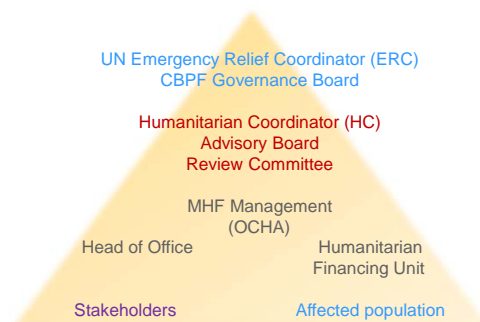 UN Emergency Relief Coordinator (ERC)
CBPF Governance Board
Humanitarian Coordinator (HC)
Advisory Board
Review Committee
MHF Management
(OCHA)
Head of Office
Humanitarian
Financing Unit
Stakeholders
Affected population